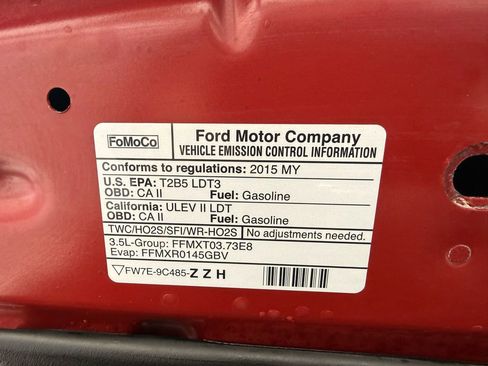 FoMoCo
Ford Motor Company
VEHICLE EMISSION CONTROL INFORMATION
Conforms to regulations: 2015 MY
U.S. EPA: T2B5 LDT3
OBD: CA II Fuel: Gasoline
California: ULEV II LDT
OBD: CA II Fuel: Gasoline
TWC/HO2S/SFI/WR-HO2S No adjustments needed.
3.5L-Group: FFMXT03.73E8
Evap: FFMXR0145GBV
FW7E-9C485-ZZH